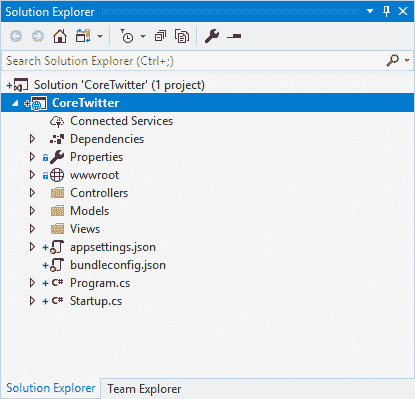 Solution Explorer
Search Solution Explorer (Ctrl+;)
Solution 'CoreTwitter' (1 project)
CoreTwitter
Connected Services
Dependencies
Properties
wwwroot
Controllers
Models
Views
appsettings.json
bundleconfig.json
C# Program.cs
C# Startup.cs
Solution Explorer Team Explorer